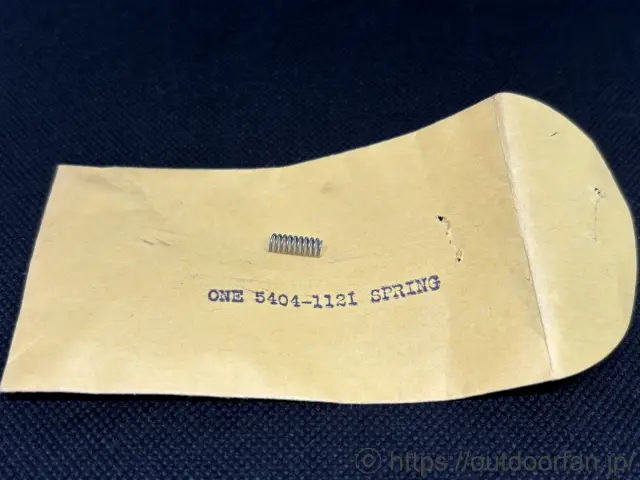 ONE 5404-1121 SPRING
© https://outdoorfan.jp/